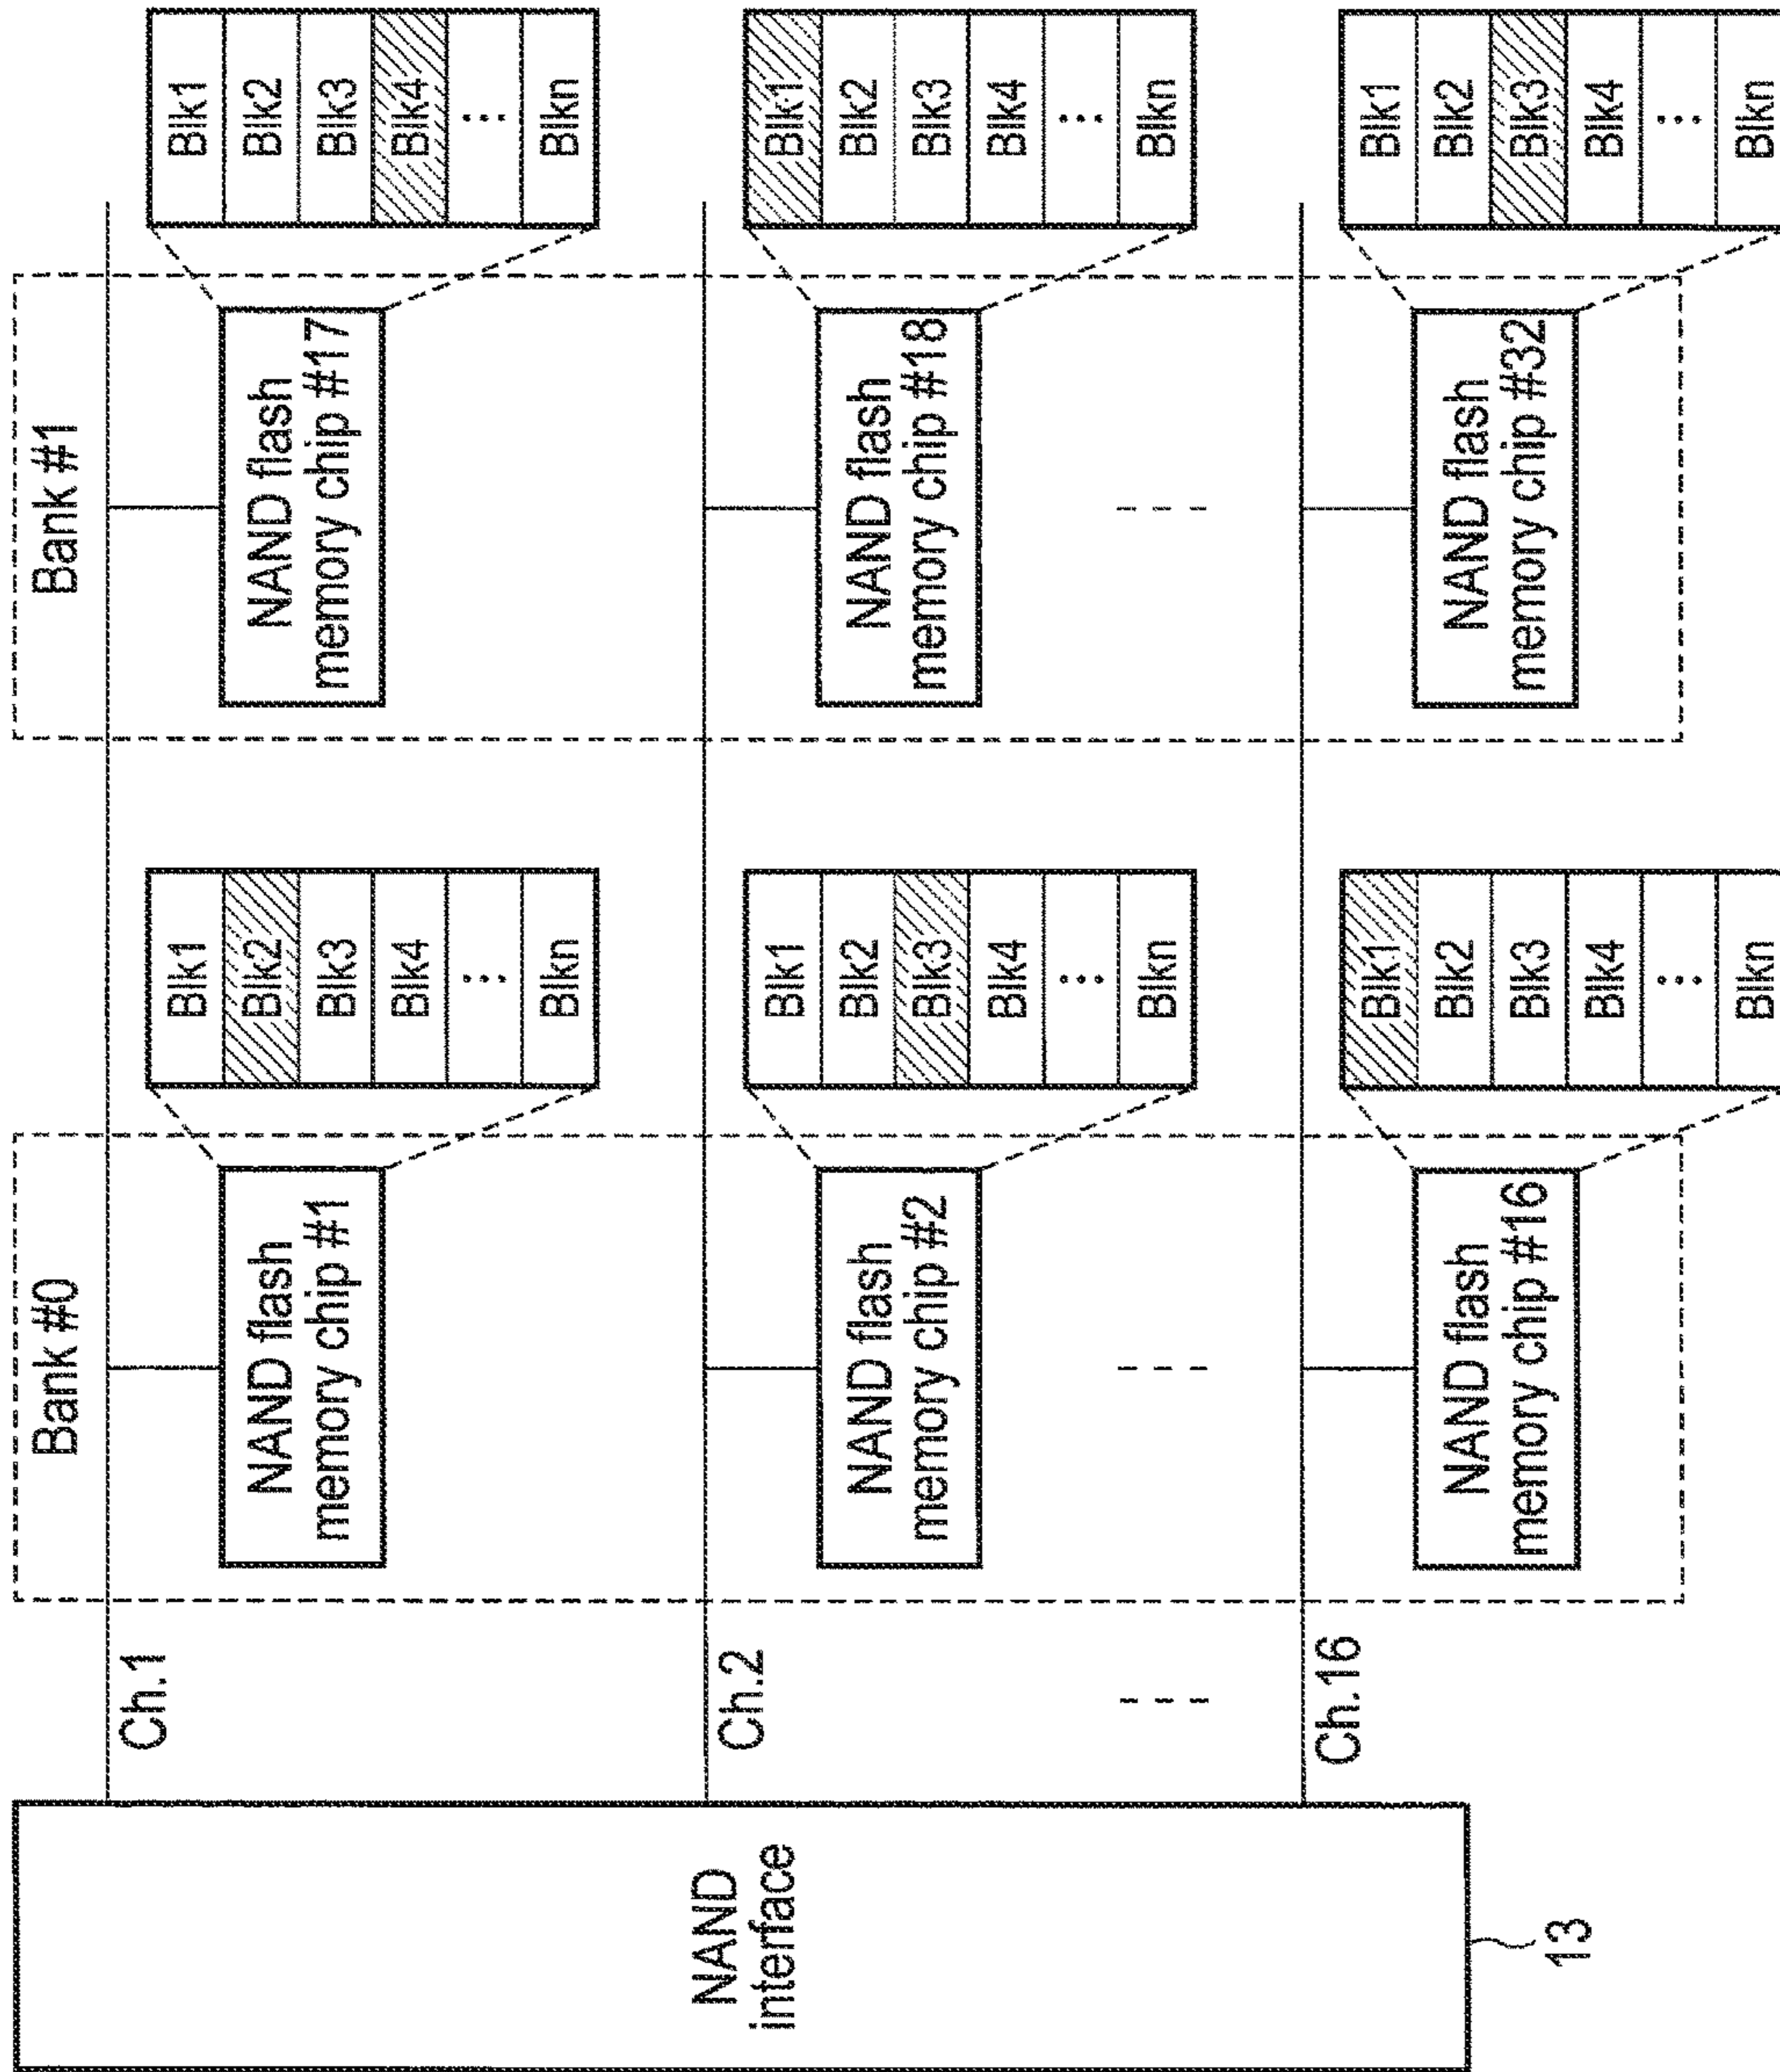 Bank #0
Bank #1
Ch.1
NAND flash
memory chip #1
Blk1
Blk2
Blk3
Blk4
⋮
Blkn
NAND flash
memory chip #17
Blk1
Blk2
Blk3
Blk4
⋮
Blkn
NAND
interface
Ch.2
NAND flash
memory chip #2
Blk1
Blk2
Blk3
Blk4
⋮
Blkn
NAND flash
memory chip #18
Blk1
Blk2
Blk3
Blk4
⋮
Blkn
Ch.16
NAND flash
memory chip #16
Blk1
Blk2
Blk3
Blk4
⋮
Blkn
NAND flash
memory chip #32
Blk1
Blk2
Blk3
Blk4
⋮
Blkn
13